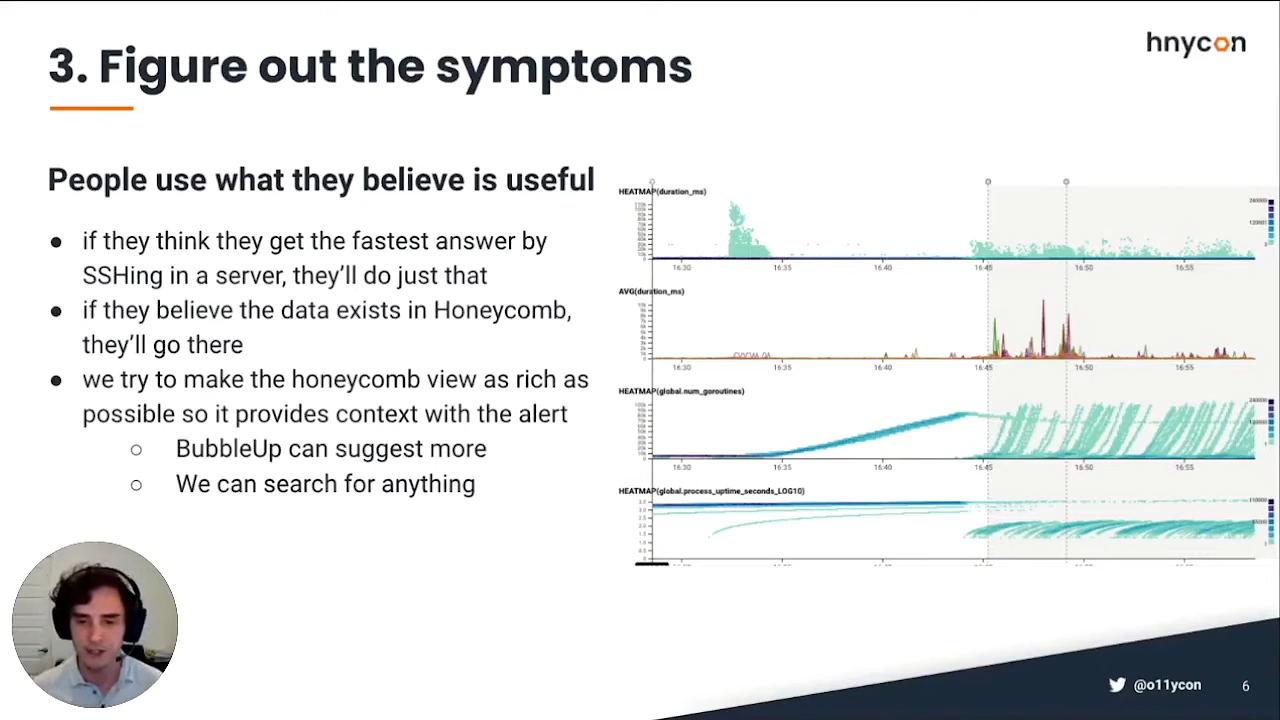 3. Figure out the symptoms
hnycon
People use what they believe is useful
● if they think they get the fastest answer by
SSHing in a server, they’ll do just that
● if they believe the data exists in Honeycomb,
they’ll go there
● we try to make the honeycomb view as rich as
possible so it provides context with the alert
○ BubbleUp can suggest more
○ We can search for anything
HEATMAP(duration_ms)
16:30 16:35 16:40 16:45 16:50 16:55
AVG(duration_ms)
16:30 16:35 16:40 16:45 16:50 16:55
HEATMAP(global.num_goroutines)
16:30 16:35 16:40 16:45 16:50 16:55
HEATMAP(global.process_uptime_seconds_LOG10)
@o11ycon
6